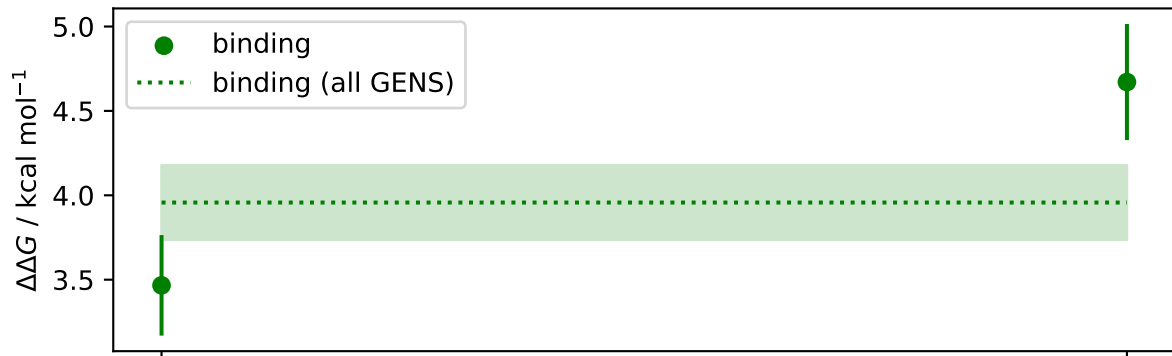 5.0
4.5
4.0
3.5
ΔΔG / kcal mol⁻¹
binding
binding (all GENS)